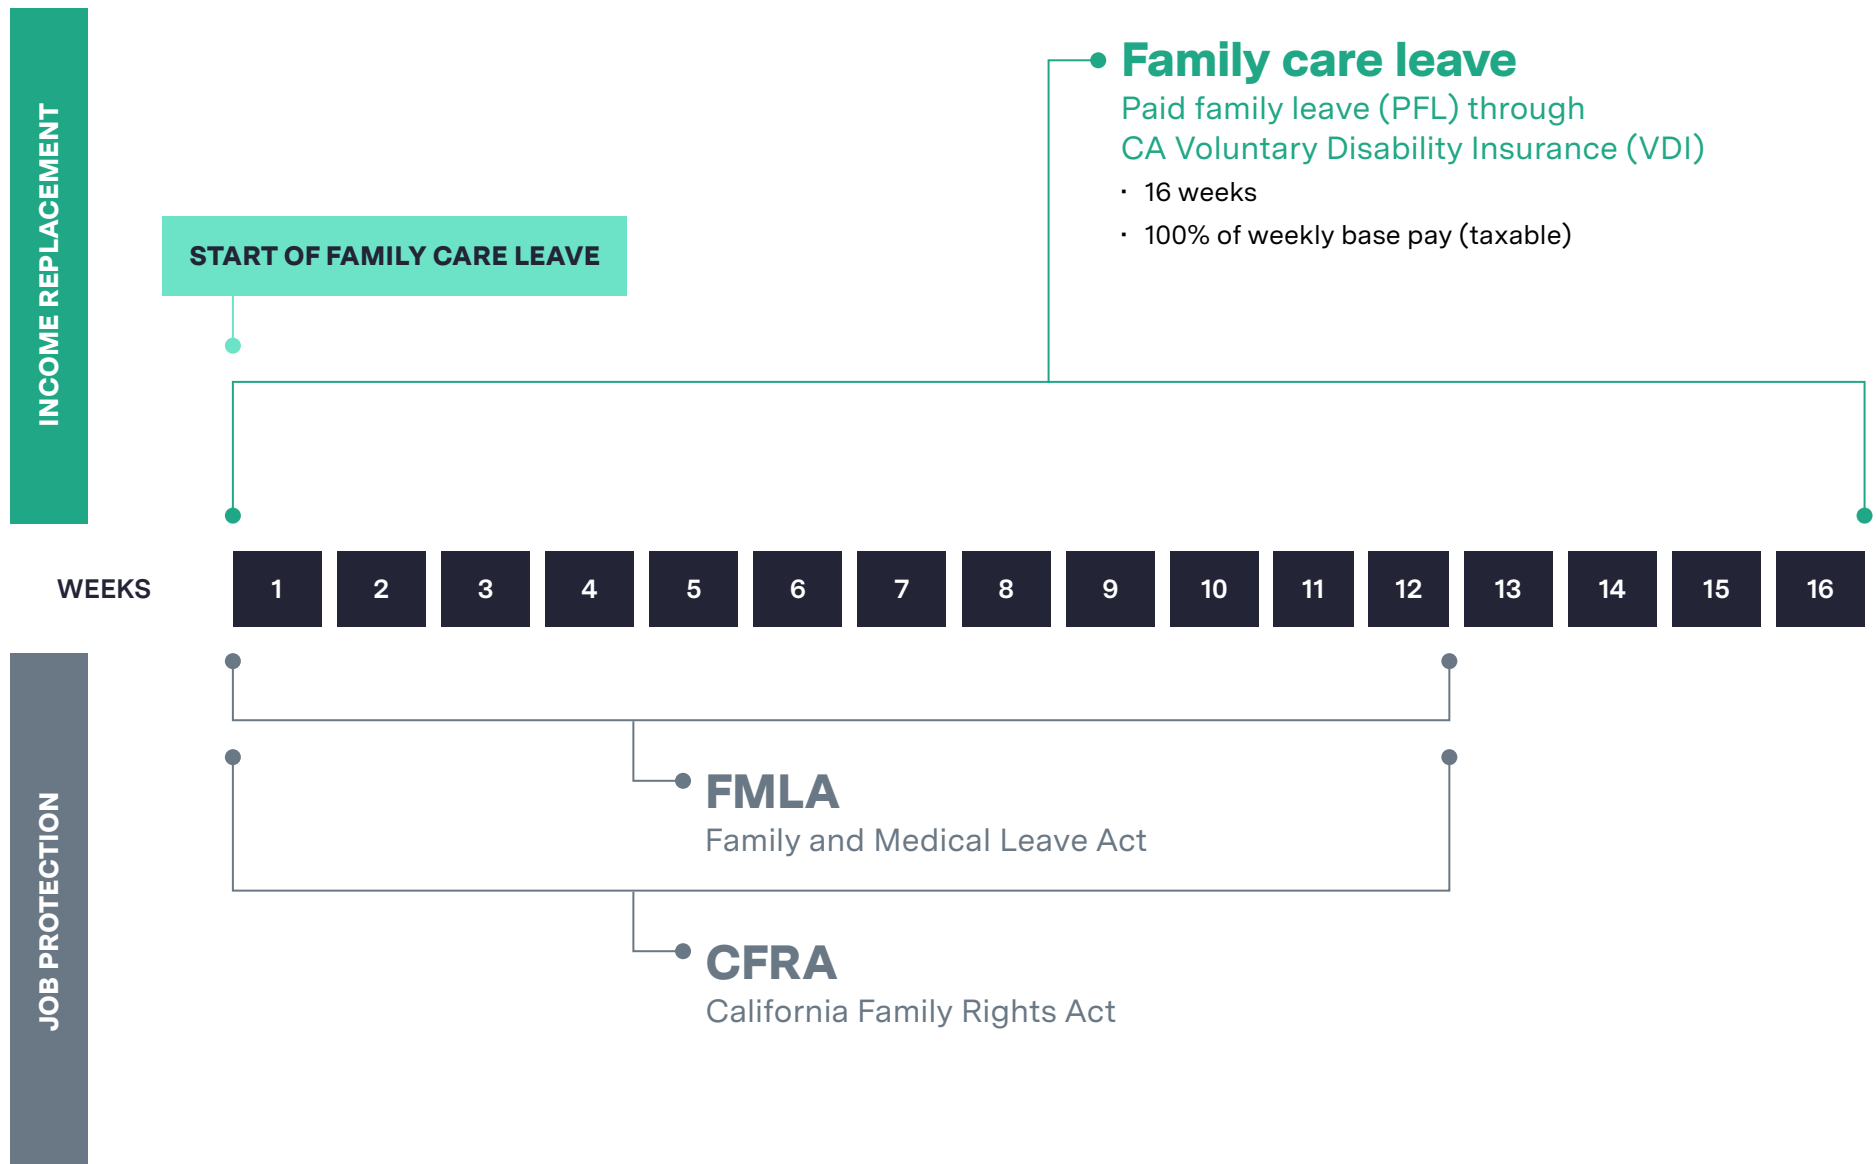 INCOME REPLACEMENT
Family care leave
Paid family leave (PFL) through
CA Voluntary Disability Insurance (VDI)
· 16 weeks
· 100% of weekly base pay (taxable)
START OF FAMILY CARE LEAVE
WEEKS 1 2 3 4 5 6 7 8 9 10 11 12 13 14 15 16
JOB PROTECTION
FMLA
Family and Medical Leave Act
CFRA
California Family Rights Act